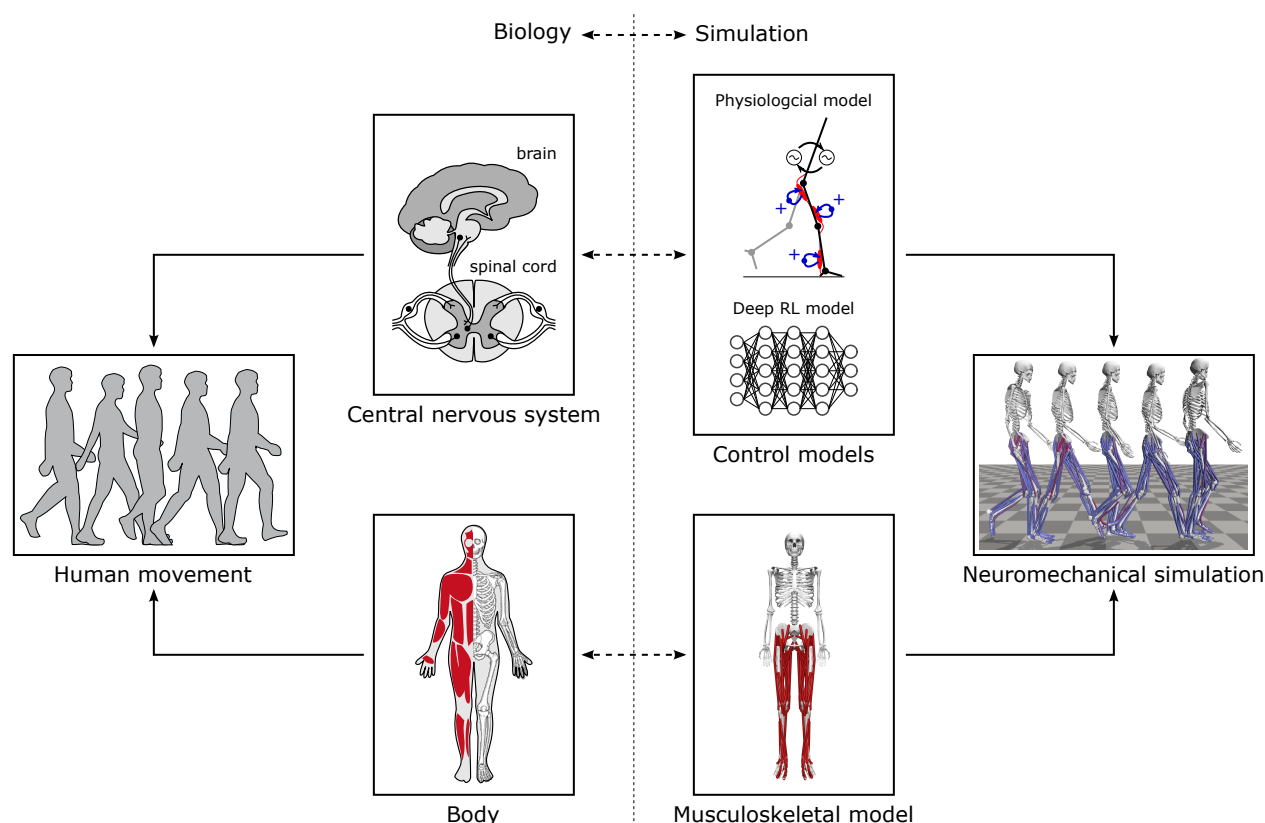 Biology
Simulation
brain
spinal cord
Central nervous system
Physiologcial model
+
+
+
Deep RL model
Control models
Human movement
Neuromechanical simulation
Body
Musculoskeletal model